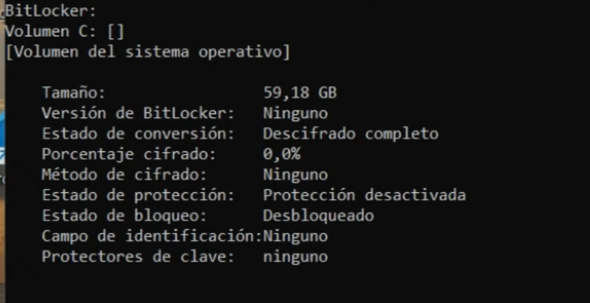 BitLocker:
Volumen C: []
[Volumen del sistema operativo]
Tamaño: 59,18 GB
Versión de BitLocker: Ninguno
Estado de conversión: Descifrado completo
Porcentaje cifrado: 0,0%
Método de cifrado: Ninguno
Estado de protección: Protección desactivada
Estado de bloqueo: Desbloqueado
Campo de identificación:Ninguno
Protectores de clave: ninguno